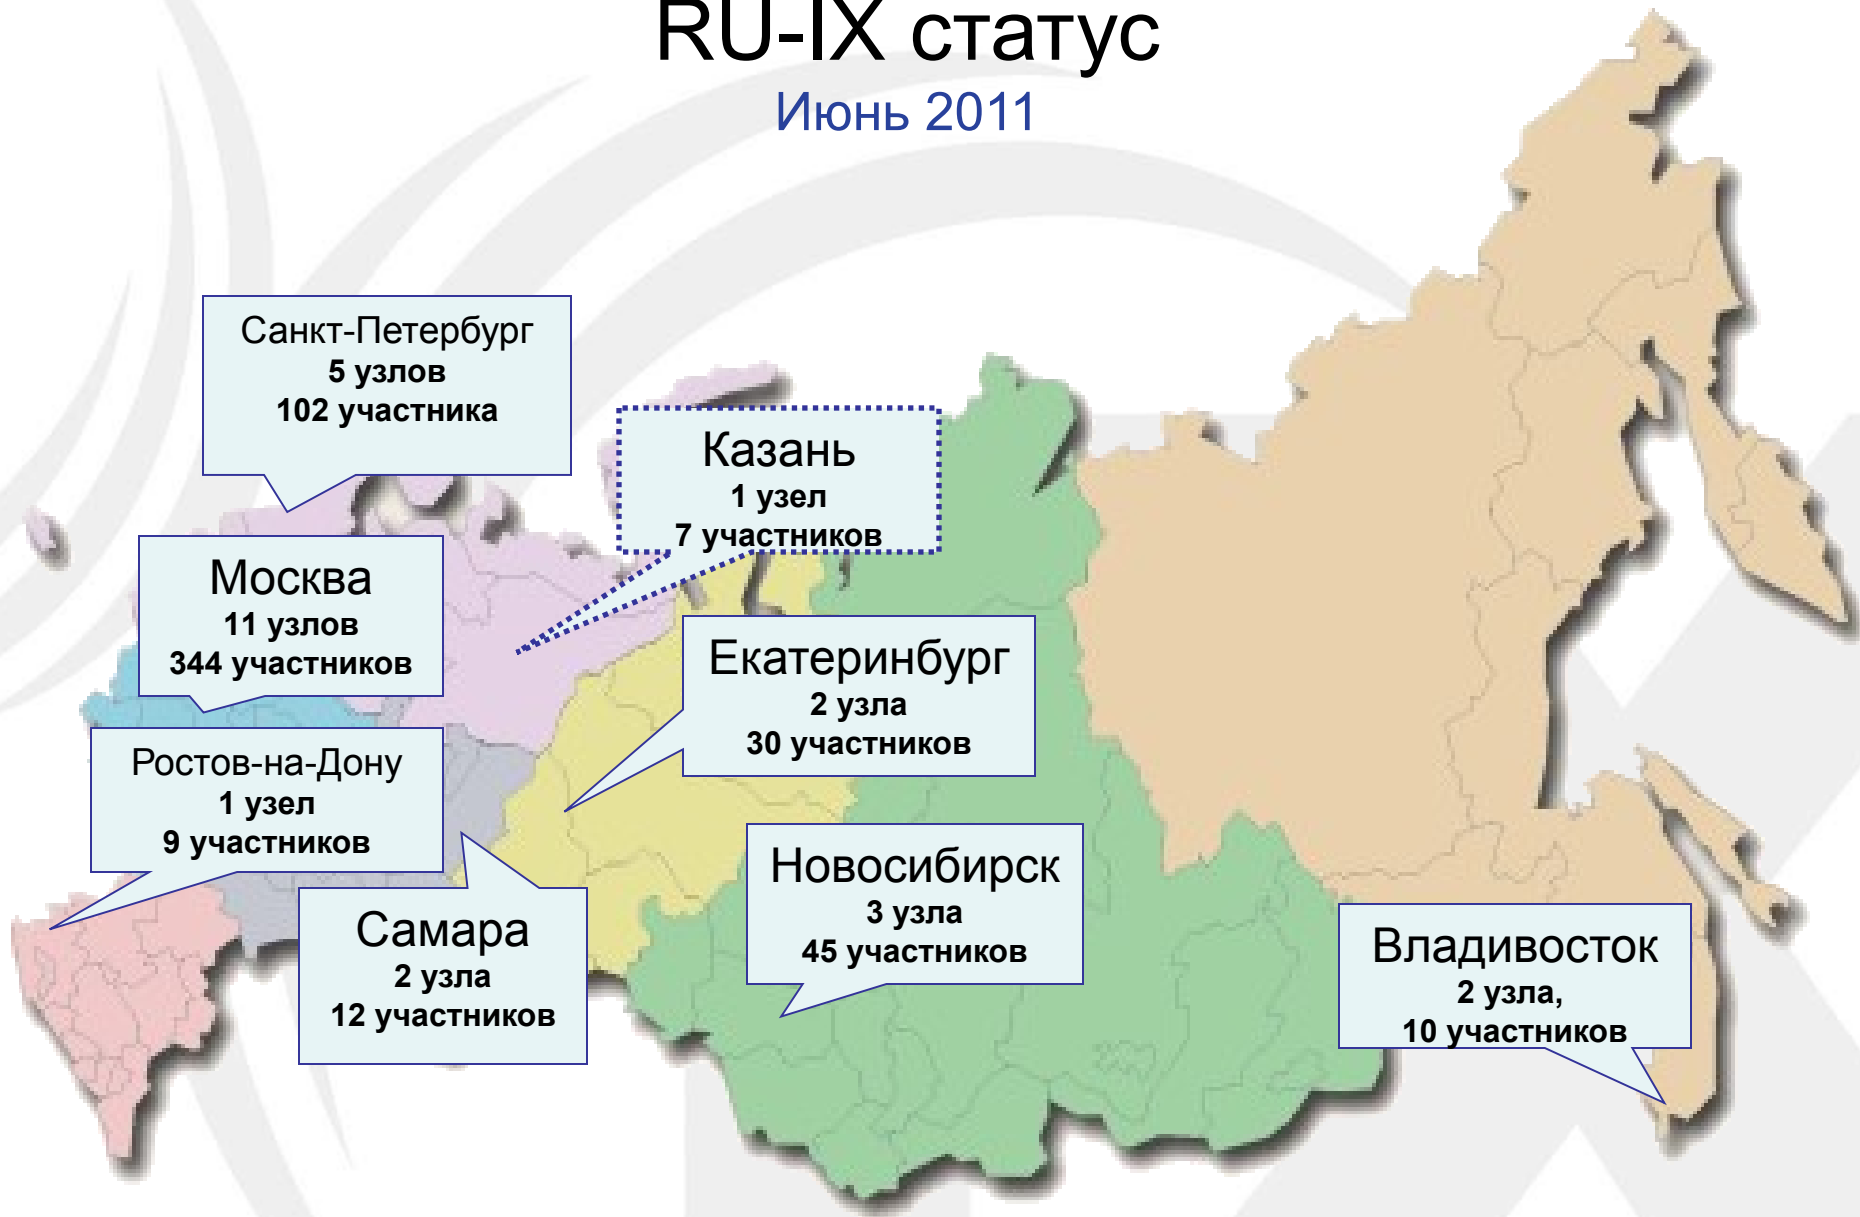 RU-IX статус
Июнь 2011
Санкт-Петербург
5 узлов
102 участника
Казань
1 узел
7 участников
Москва
11 узлов
344 участников
Екатеринбург
2 узла
30 участников
Ростов-на-Дону
1 узел
9 участников
Новосибирск
3 узла
45 участников
Самара
2 узла
12 участников
Владивосток
2 узла,
10 участников